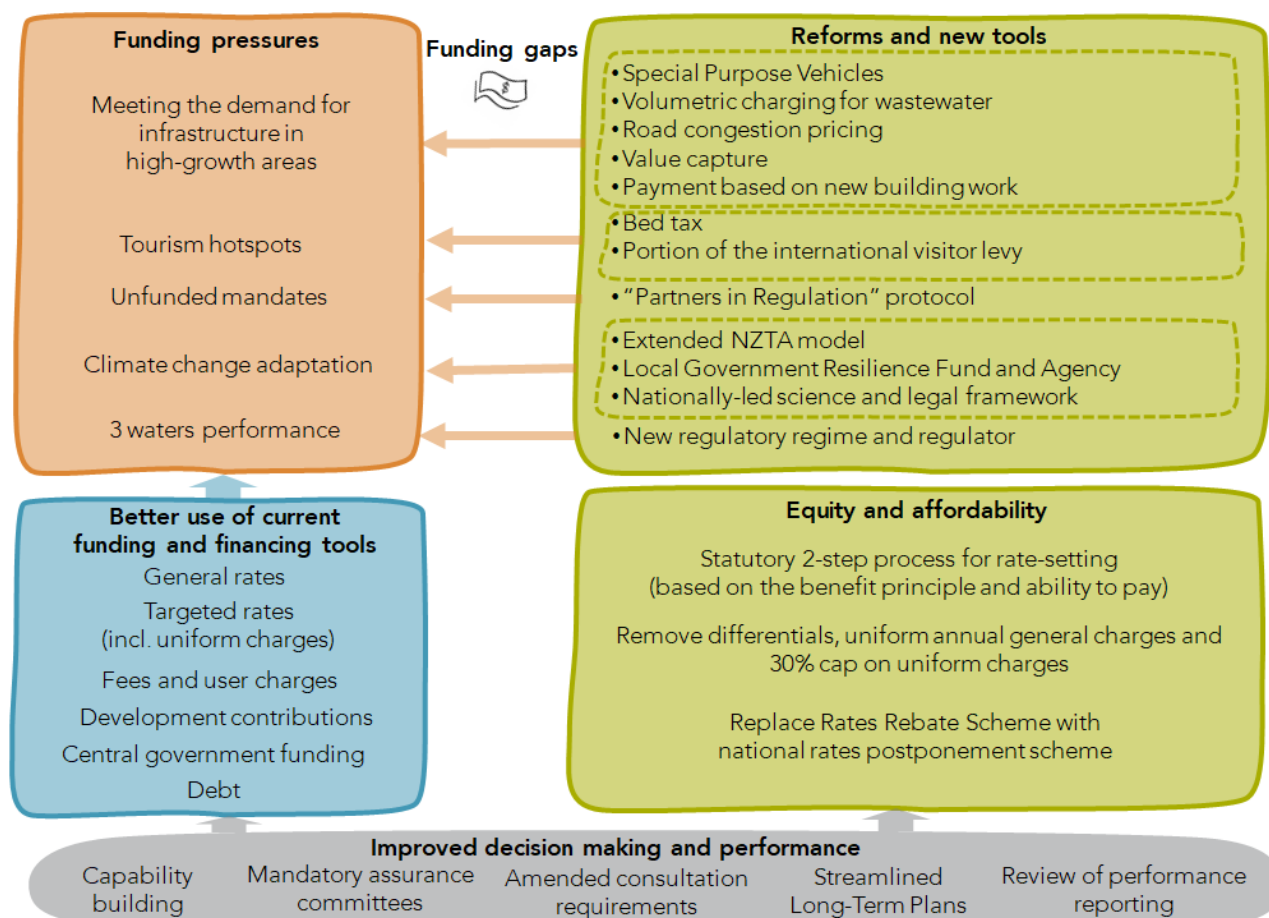 Funding pressures
Meeting the demand for
infrastructure in
high-growth areas
Tourism hotspots
Unfunded mandates
Climate change adaptation
3 waters performance
Funding gaps
$
Reforms and new tools
•Special Purpose Vehicles
•Volumetric charging for wastewater
•Road congestion pricing
•Value capture
•Payment based on new building work
•Bed tax
•Portion of the international visitor levy
•“Partners in Regulation” protocol
•Extended NZTA model
•Local Government Resilience Fund and Agency
•Nationally-led science and legal framework
•New regulatory regime and regulator
Better use of current
funding and financing tools
General rates
Targeted rates
(incl. uniform charges)
Fees and user charges
Development contributions
Central government funding
Debt
Equity and affordability
Statutory 2-step process for rate-setting
(based on the benefit principle and ability to pay)
Remove differentials, uniform annual general charges and
30% cap on uniform charges
Replace Rates Rebate Scheme with
national rates postponement scheme
Improved decision making and performance
Capability
building
Mandatory assurance
committees
Amended consultation
requirements
Streamlined
Long-Term Plans
Review of performance
reporting